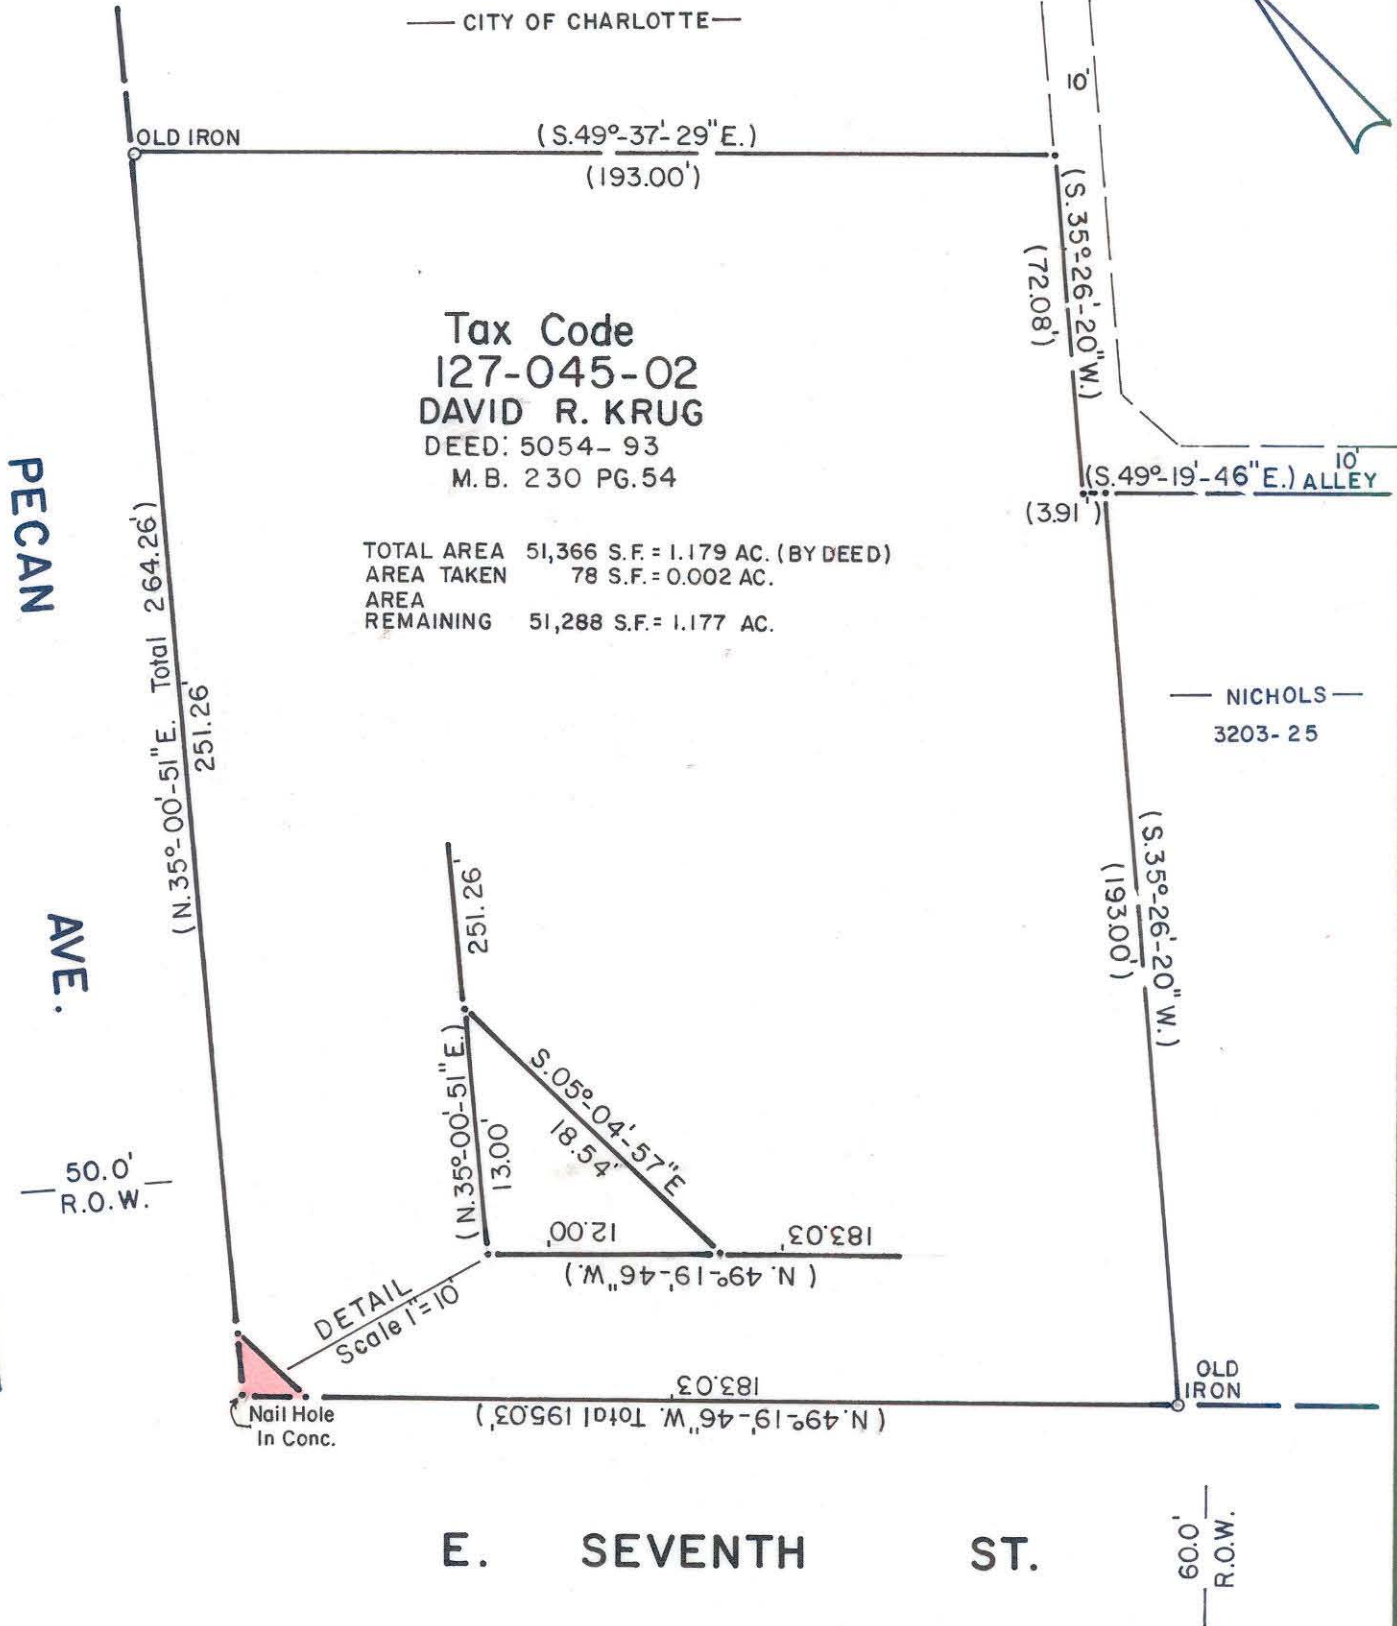 — CITY OF CHARLOTTE —
10'
OLD IRON
(S.49°-37'-29"E.)
(193.00')
(S.35°-26'-20"W.)
(72.08')
Tax Code
127-045-02
DAVID R. KRUG
DEED: 5054-93
M.B. 230 PG.54
10'
(S.49°-19'-46"E.) ALLEY
(3.91')
TOTAL AREA 51,366 S.F. = 1.179 AC. (BY DEED)
AREA TAKEN 78 S.F. = 0.002 AC.
AREA
REMAINING 51,288 S.F. = 1.177 AC.
PECAN AVE.
(N.35°-00'-51"E. Total 264.26')
251.26'
— NICHOLS —
3203-25
(S.35°-26'-20"W.)
(193.00')
251.26'
(N.35°-00'-51"E.)
13.00'
S.05°-04'-57"E
18.54'
12.00'
183.03'
(N.49°-19'-46"W.)
50.0'
R.O.W.
DETAIL
Scale 1"=10'
183.03'
(N.49°-19'-46"W. Total 195.03')
Nail Hole
In Conc.
OLD
IRON
E. SEVENTH ST.
60.0'
R.O.W.